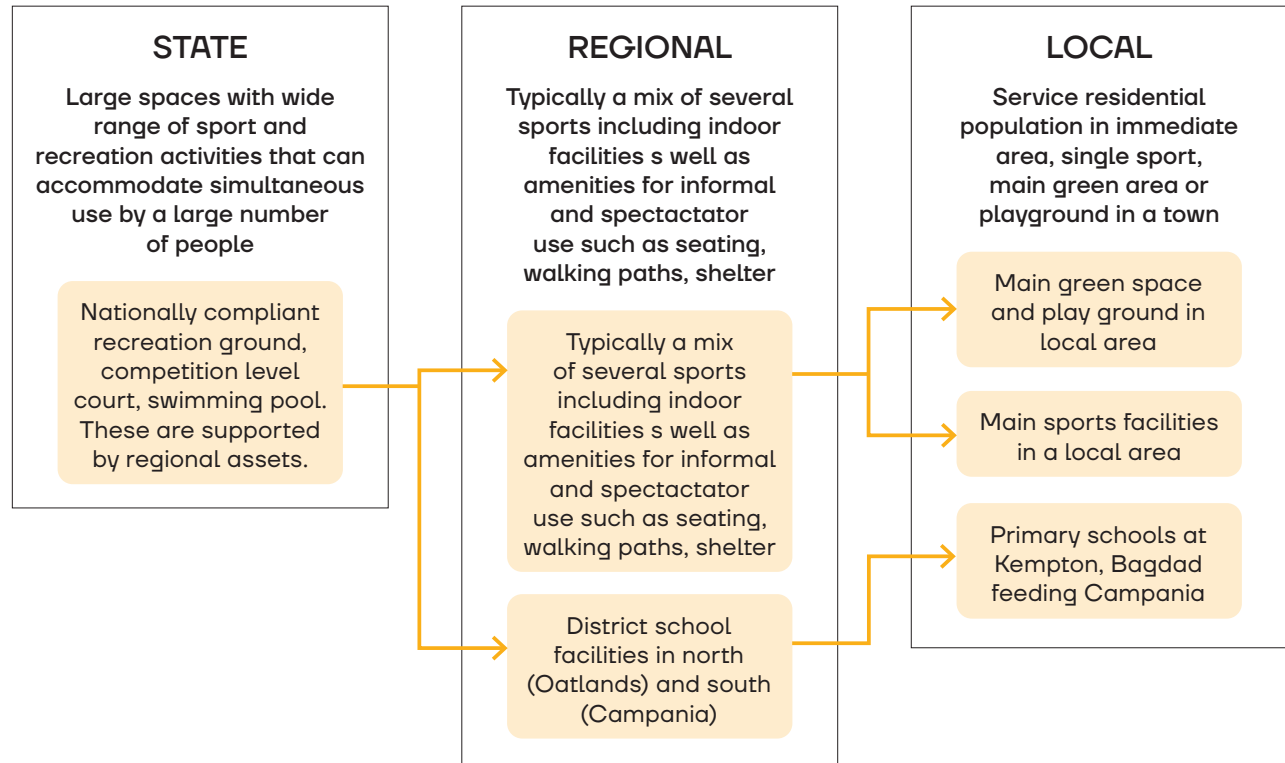 STATE
Large spaces with wide
range of sport and
recreation activities that can
accommodate simultaneous
use by a large number
of people
Nationally compliant
recreation ground,
competition level
court, swimming pool.
These are supported
by regional assets.
REGIONAL
Typically a mix of several
sports including indoor
facilities s well as
amenities for informal
and spectactator
use such as seating,
walking paths, shelter
Typically a mix
of several sports
including indoor
facilities s well as
amenities for informal
and spectactator
use such as seating,
walking paths, shelter
District school
facilities in north
(Oatlands) and south
(Campania)
LOCAL
Service residential
population in immediate
area, single sport,
main green area or
playground in a town
Main green space
and play ground in
local area
Main sports facilities
in a local area
Primary schools at
Kempton, Bagdad
feeding Campania